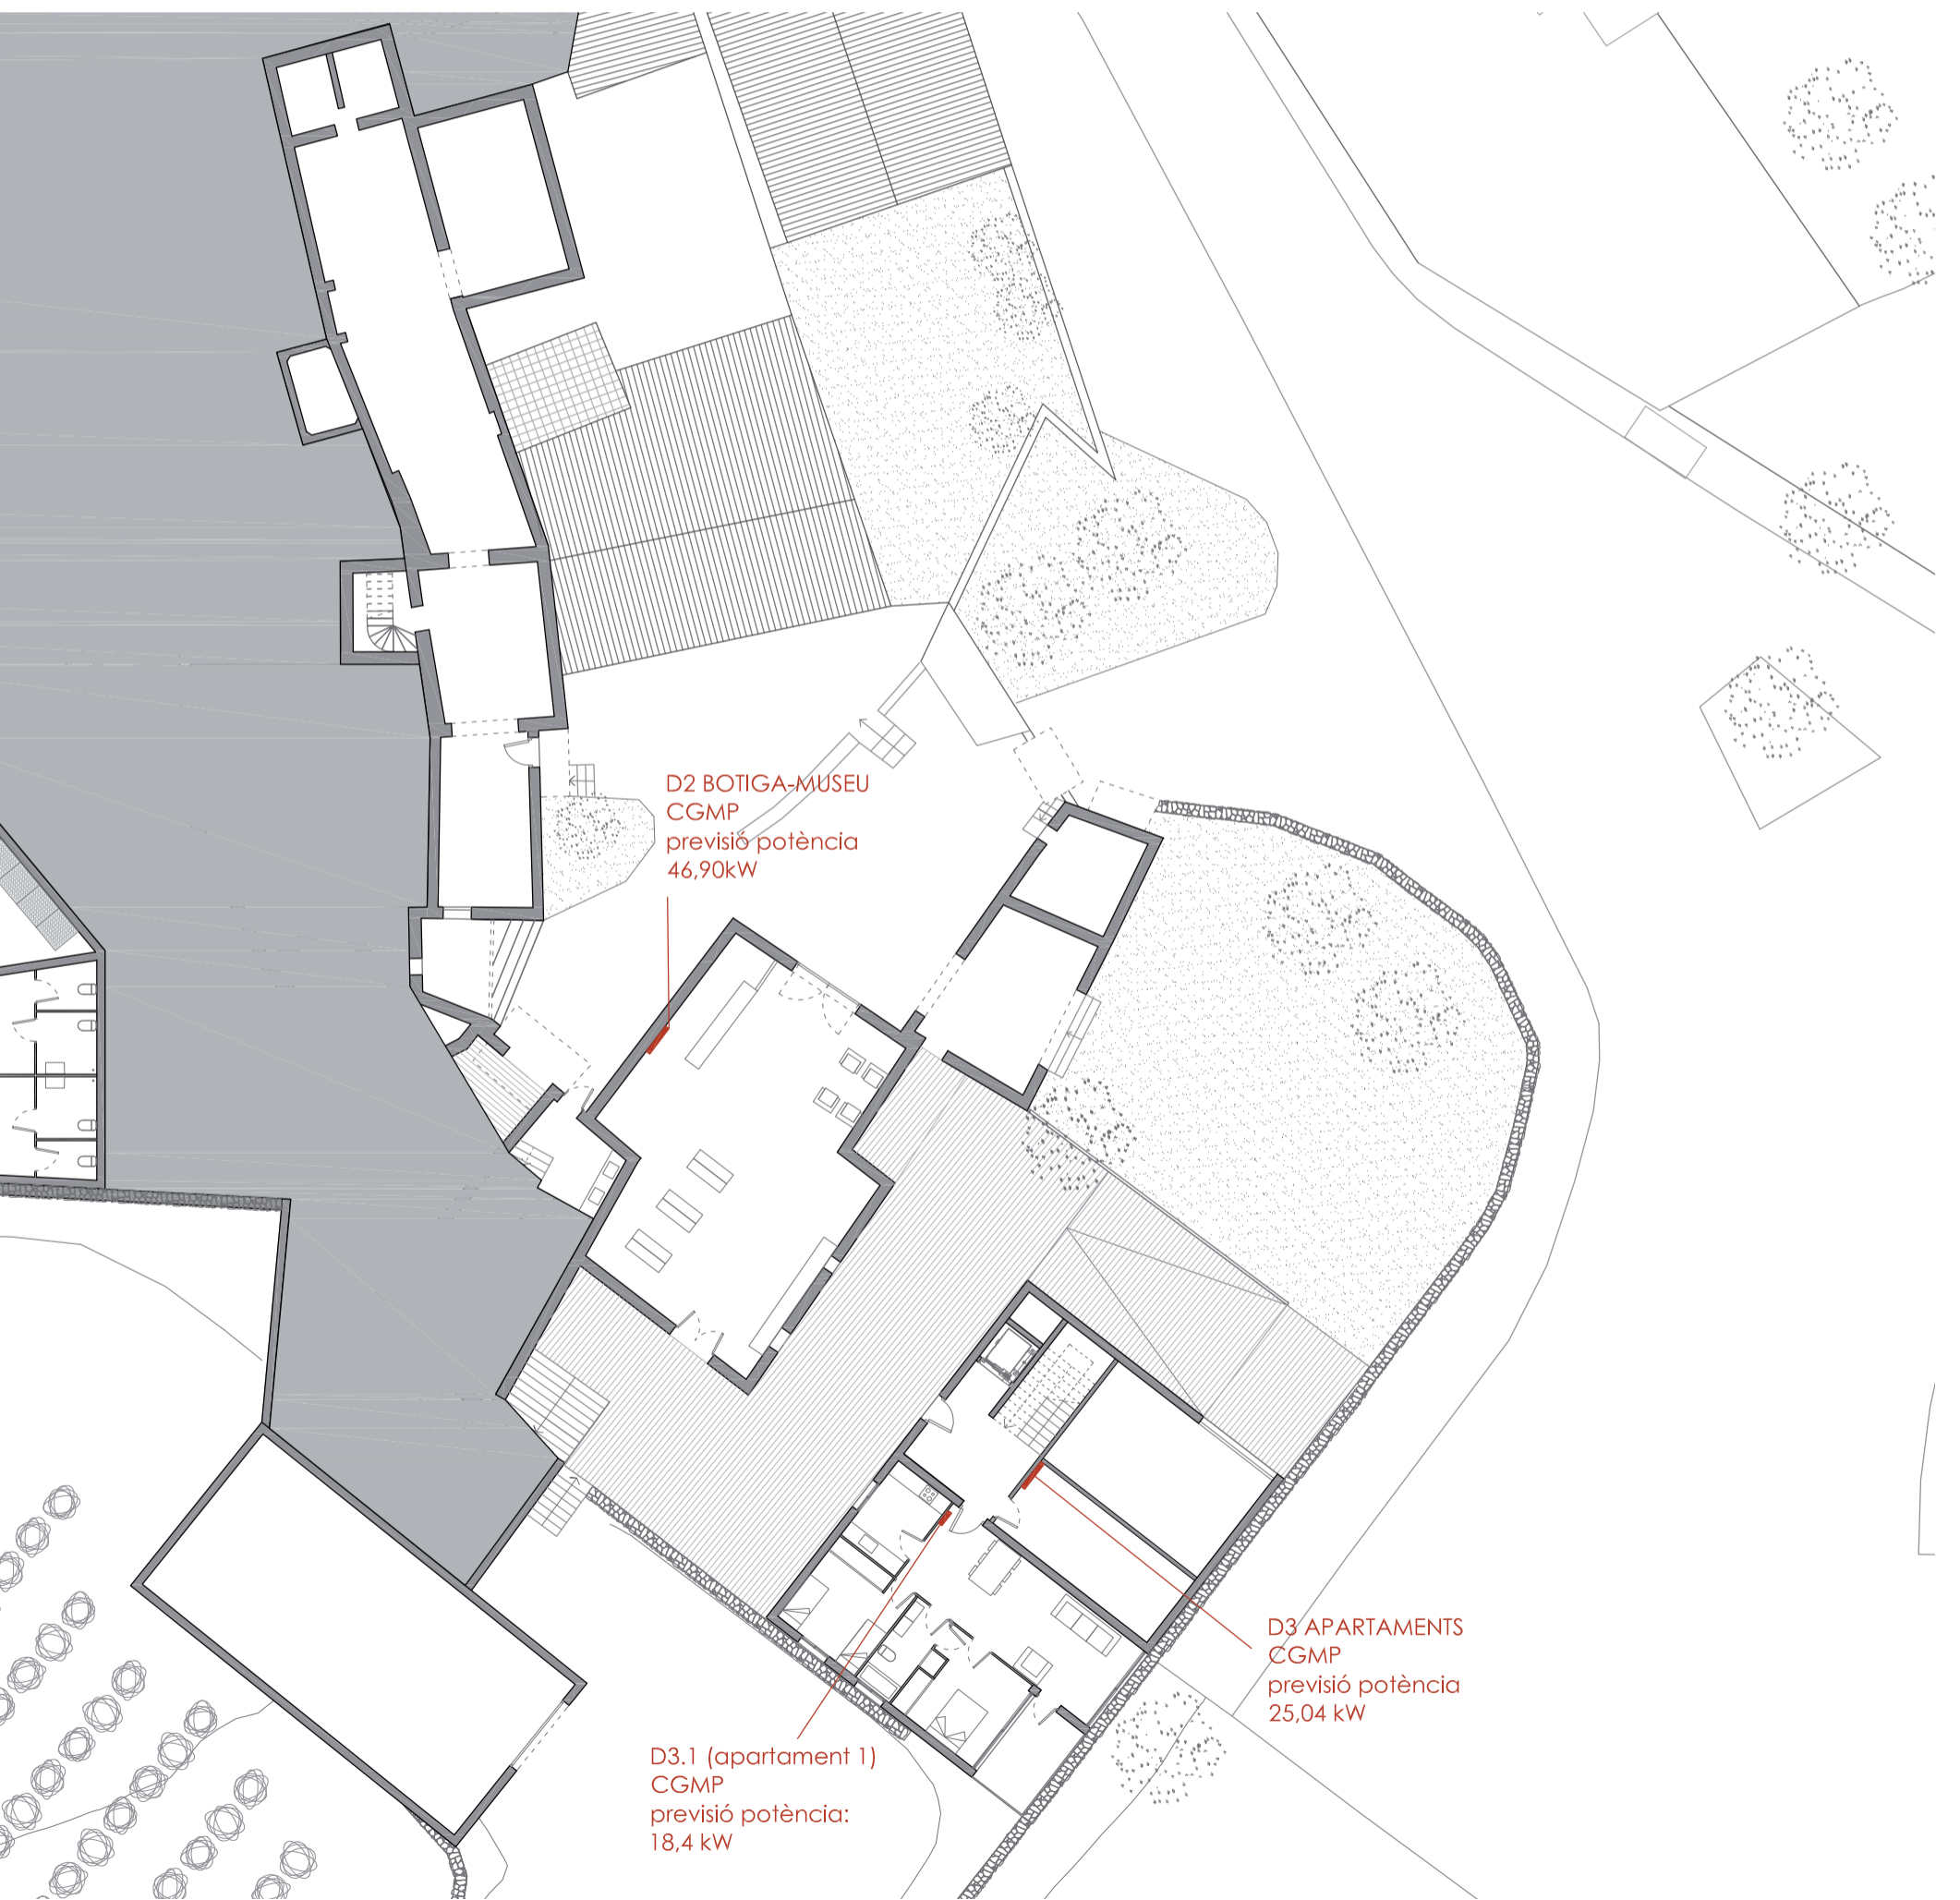 D2 BOTIGA-MUSEU
CGMP
previsió potència
46,90kW
D3 APARTAMENTS
CGMP
previsió potència
25,04 kW
D3.1 (apartament 1)
CGMP
previsió potència:
18,4 kW